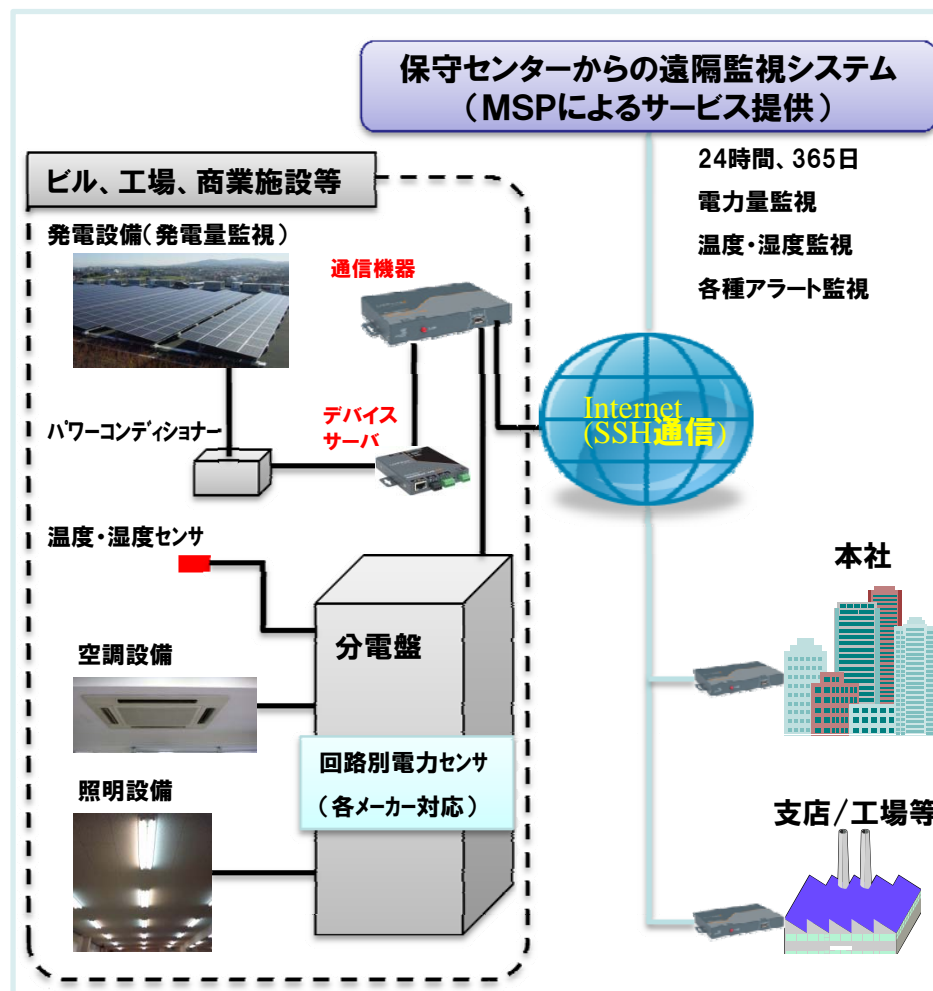 保守センターからの遠隔監視システム
（MSPによるサービス提供）
24時間、365日
電力量監視
温度・湿度監視
各種アラート監視
ビル、工場、商業施設等
発電設備（発電量監視）
通信機器
パワーコンディショナー
デバイス
サーバ
Internet
(SSH通信)
温度・湿度センサ
分電盤
空調設備
回路別電力センサ
（各メーカー対応）
照明設備
本社
支店/工場等